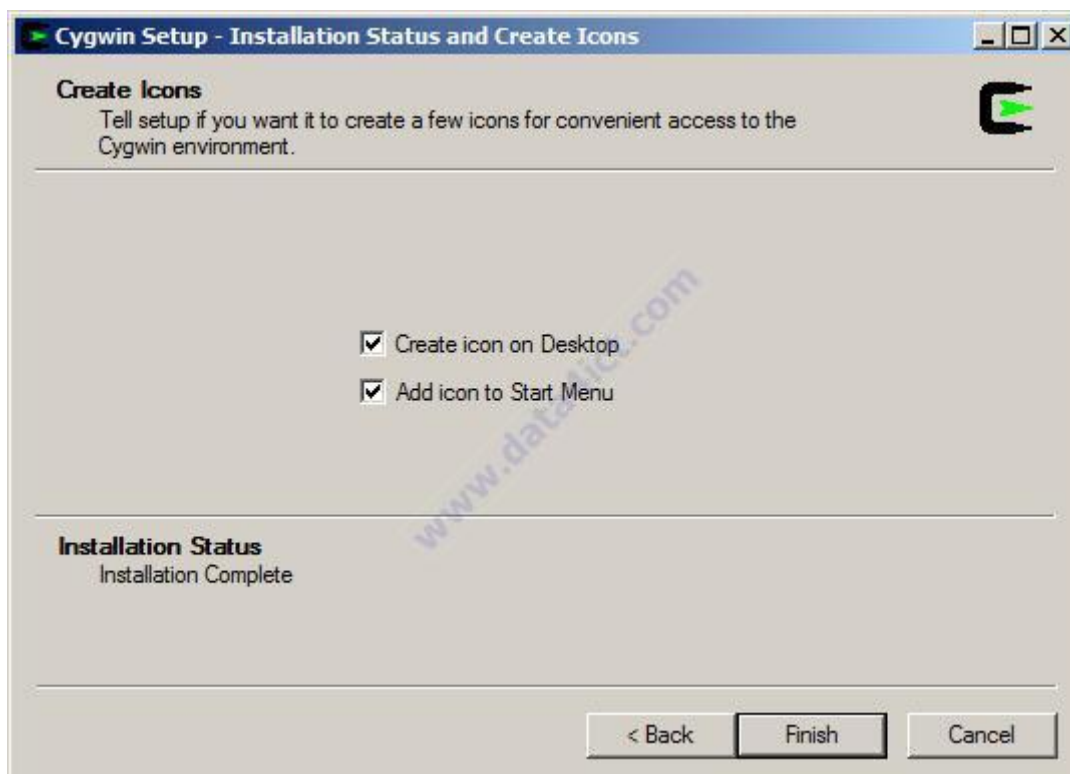 Cygwin Setup - Installation Status and Create Icons
Create Icons
Tell setup if you want it to create a few icons for convenient access to the
Cygwin environment.
Create icon on Desktop
Add icon to Start Menu
www.data4ict.com
Installation Status
Installation Complete
< Back
Finish
Cancel